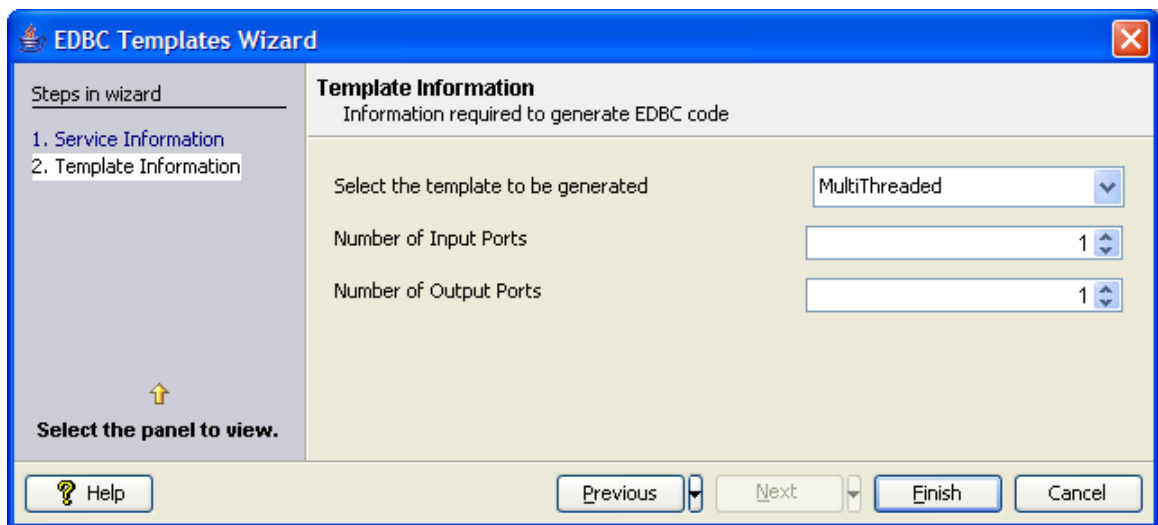 EDBC Templates Wizard
Steps in wizard
1. Service Information
2. Template Information
Select the panel to view.
Template Information
Information required to generate EDBC code
Select the template to be generated
MultiThreaded
Number of Input Ports
1
Number of Output Ports
1
Help
Previous
Next
Finish
Cancel